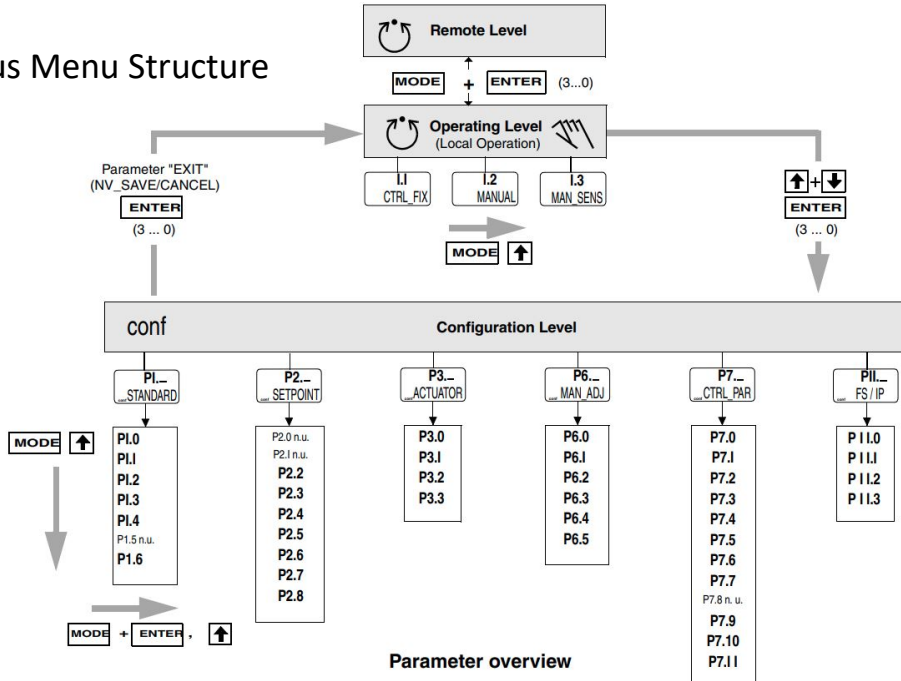 us Menu Structure
Remote Level
MODE + ENTER (3...0)
Operating Level
(Local Operation)
I.I
CTRL_FIX
I.2
MANUAL
I.3
MAN_SENS
MODE
Parameter "EXIT"
(NV_SAVE/CANCEL)
ENTER
(3 ... 0)
+
ENTER
(3 ... 0)
conf
Configuration Level
PI._
conf STANDARD
P2._
conf SETPOINT
P3._
conf ACTUATOR
P6._
conf MAN_ADJ
P7._
conf CTRL_PAR
PII._
conf FS / IP
MODE
PI.0
PI.I
PI.2
PI.3
PI.4
P1.5 n.u.
P1.6
P2.0 n.u.
P2.I n.u.
P2.2
P2.3
P2.4
P2.5
P2.6
P2.7
P2.8
P3.0
P3.I
P3.2
P3.3
P6.0
P6.I
P6.2
P6.3
P6.4
P6.5
P7.0
P7.I
P7.2
P7.3
P7.4
P7.5
P7.6
P7.7
P7.8 n. u.
P7.9
P7.10
P7.I I
P I I.0
P I I.I
P I I.2
P I I.3
MODE + ENTER ,
Parameter overview